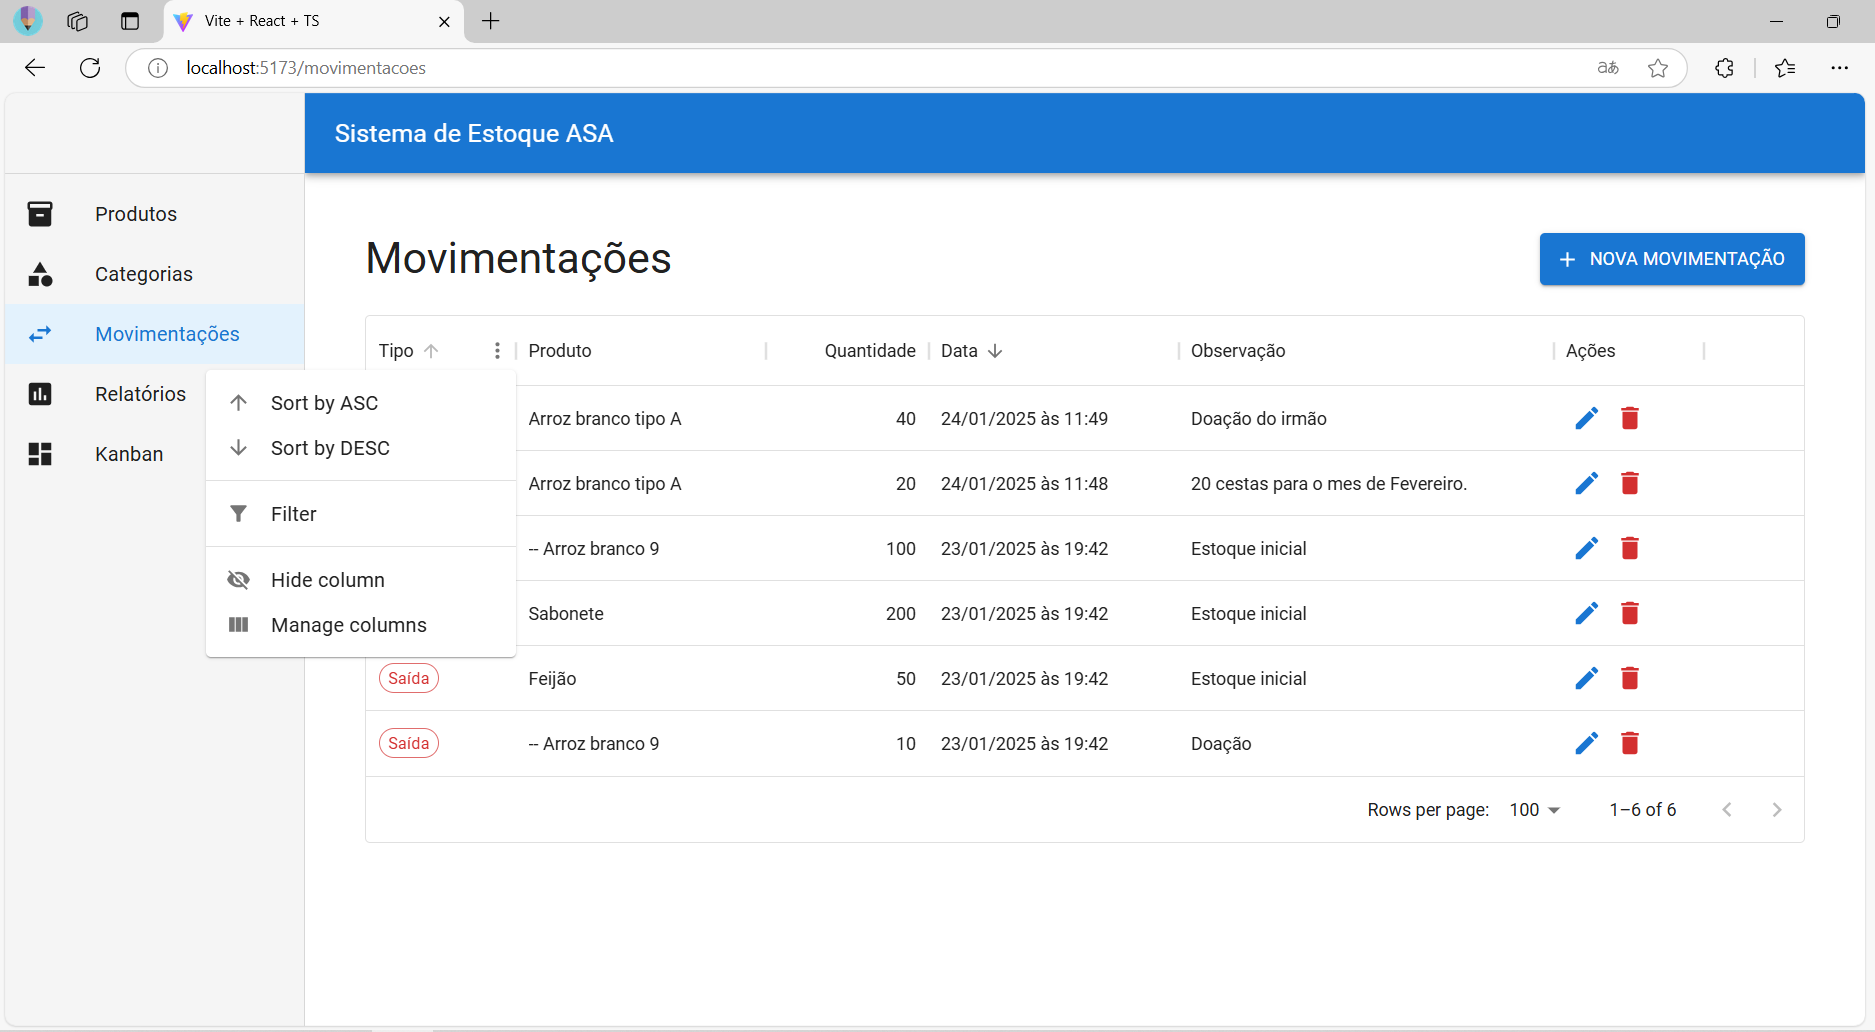 Vite + React + TS
localhost:5173/movimentacoes
aあ
Sistema de Estoque ASA
Produtos
Categorias
Movimentações
Relatórios
Kanban
Movimentações
NOVA MOVIMENTAÇÃO
Tipo Produto Quantidade Data Observação Ações
Sort by ASC
Sort by DESC
Filter
Hide column
Manage columns
Arroz branco tipo A 40 24/01/2025 às 11:49 Doação do irmão
Arroz branco tipo A 20 24/01/2025 às 11:48 20 cestas para o mes de Fevereiro.
-- Arroz branco 9 100 23/01/2025 às 19:42 Estoque inicial
Sabonete 200 23/01/2025 às 19:42 Estoque inicial
Saída Feijão 50 23/01/2025 às 19:42 Estoque inicial
Saída -- Arroz branco 9 10 23/01/2025 às 19:42 Doação
Rows per page: 100 1–6 of 6